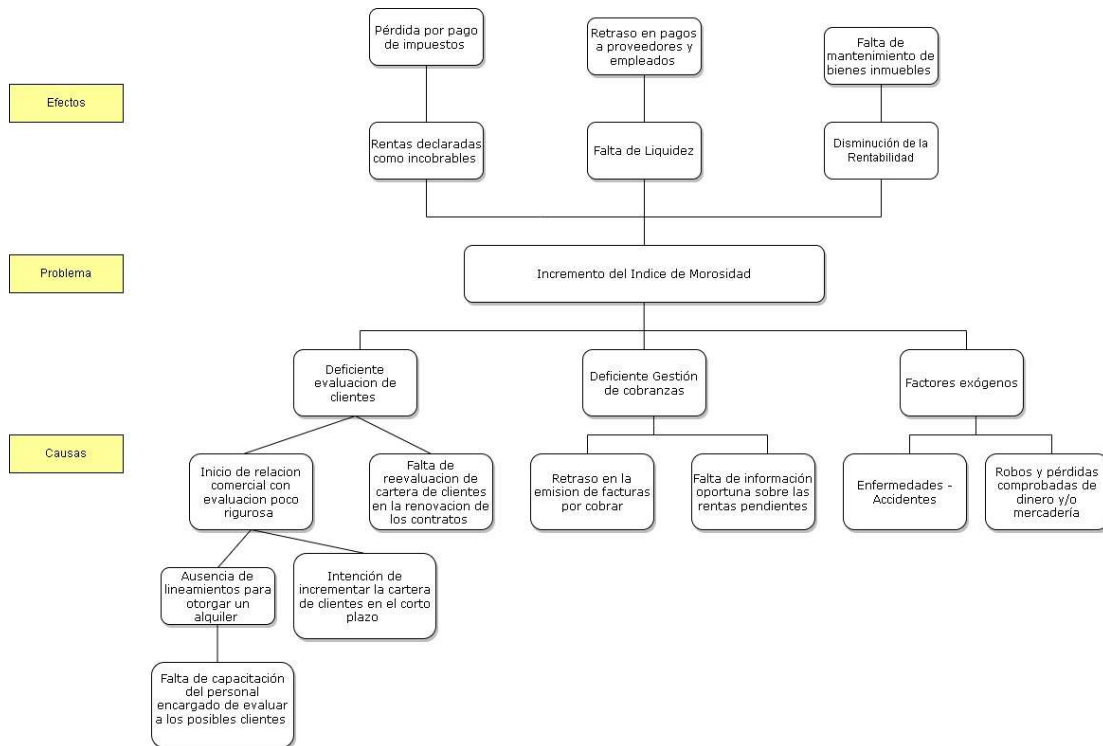 Pérdida por pago
de impuestos
Retraso en pagos
a proveedores y
empleados
Falta de
mantenimiento de
bienes inmuebles
Efectos
Rentas declaradas
como incobrables
Falta de Liquidez
Disminución de la
Rentabilidad
Problema
Incremento del Indice de Morosidad
Deficiente
evaluacion de
clientes
Deficiente Gestión
de cobranzas
Factores exógenos
Causas
Inicio de relacion
comercial con
evaluacion poco
rigurosa
Falta de
reevaluacion de
cartera de clientes
en la renovacion de
los contratos
Retraso en la
emision de facturas
por cobrar
Falta de información
oportuna sobre las
rentas pendientes
Enfermedades -
Accidentes
Robos y pérdidas
comprobadas de
dinero y/o
mercadería
Ausencia de
lineamientos para
otorgar un
alquiler
Intención de
incrementar la cartera
de clientes en el corto
plazo
Falta de capacitación
del personal
encargado de evaluar
a los posibles clientes